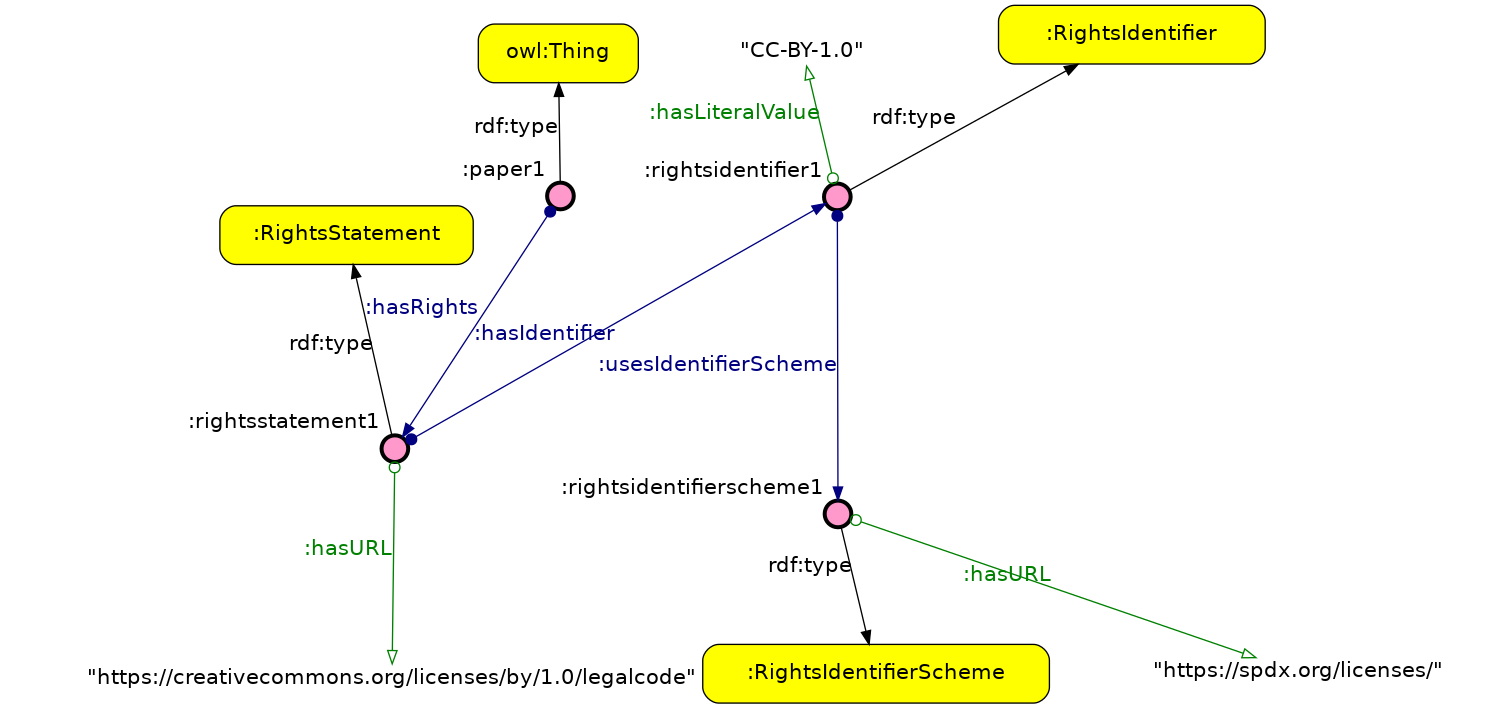 :RightsIdentifier
"CC-BY-1.0"
owl:Thing
:hasLiteralValue
rdf:type
rdf:type
:paper1
:rightsidentifier1
:RightsStatement
:hasRights
:hasIdentifier
rdf:type
:usesIdentifierScheme
:rightsstatement1
:rightsidentifierscheme1
:hasURL
rdf:type
:hasURL
"https://creativecommons.org/licenses/by/1.0/legalcode"
:RightsIdentifierScheme
"https://spdx.org/licenses/"